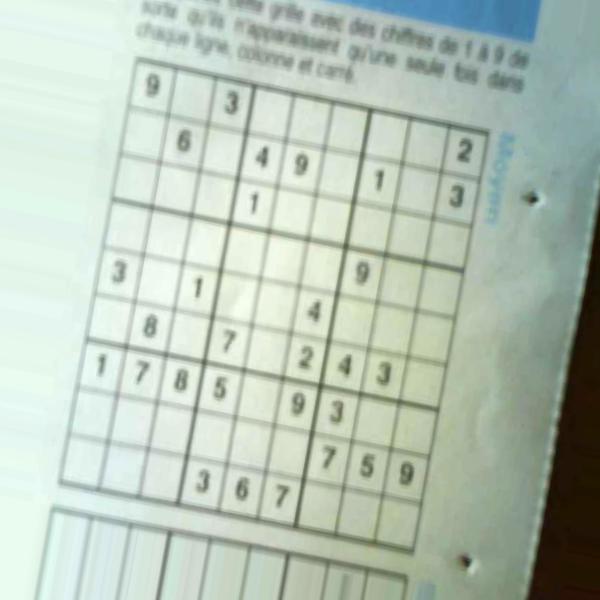 cette grille avec des chiffres de 1 à 9 de
sorte qu'ils n'apparaissent qu'une seule fois dans
chaque ligne, colonne et carré.
Moyen
9 3 2
6 4 9 1 3
1
9
3 1 4
8 7 2 4 3
1 7 8 5 9 3
7 5 9
3 6 7